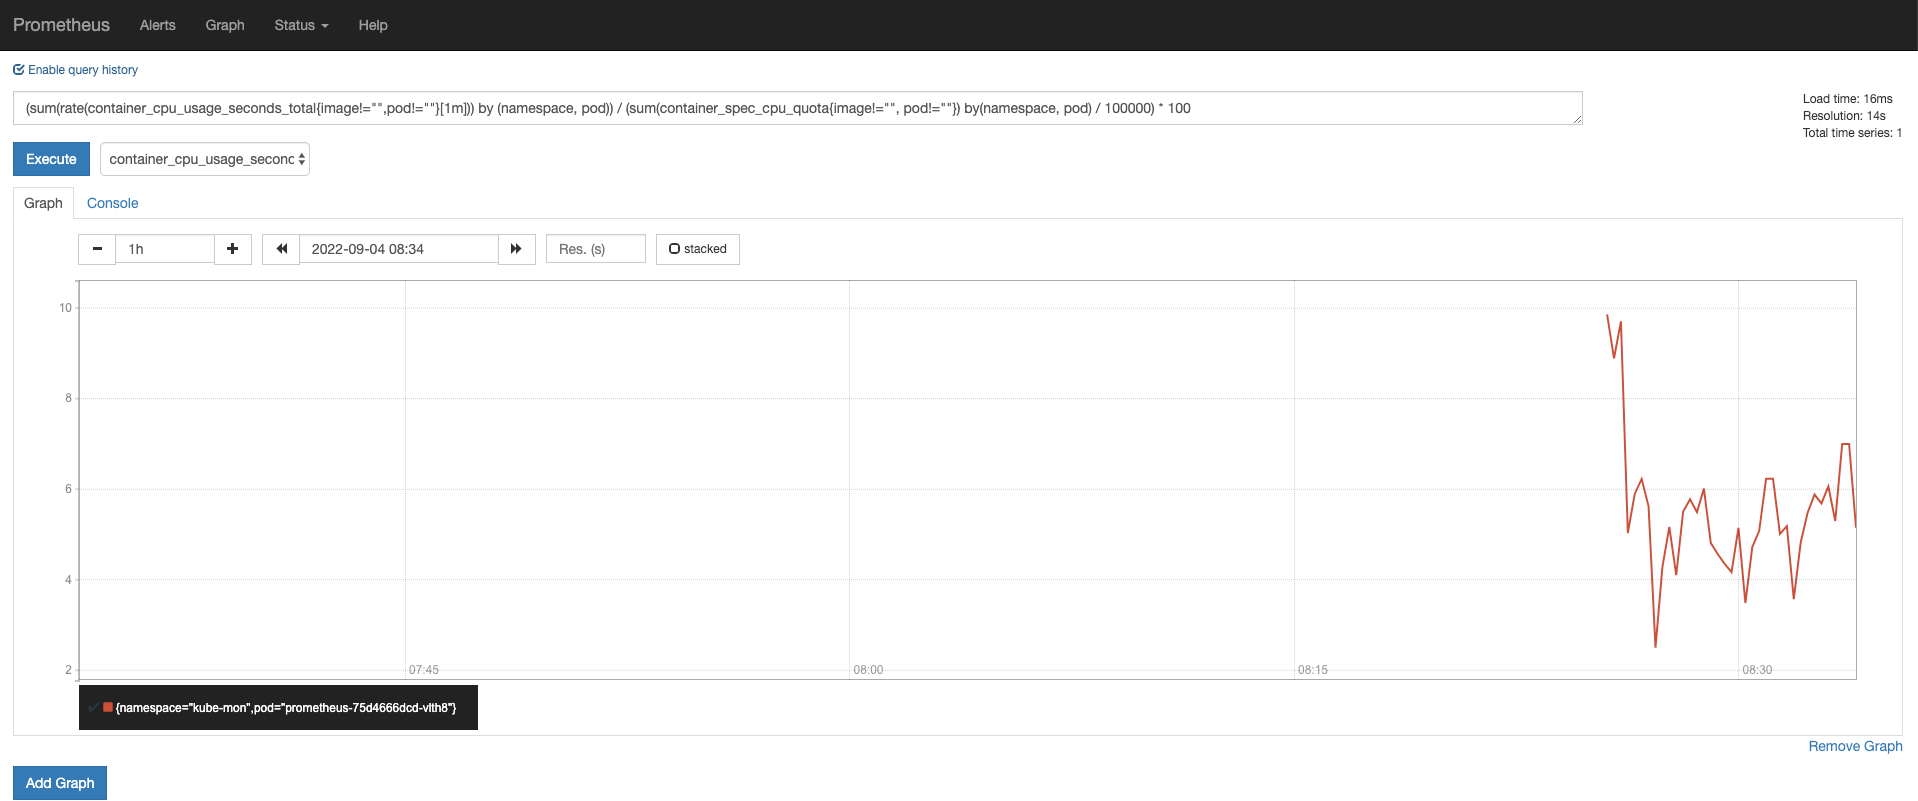 Prometheus Alerts Graph Status Help
Enable query history
(sum(rate(container_cpu_usage_seconds_total{image!="",pod!=""}[1m])) by (namespace, pod)) / (sum(container_spec_cpu_quota{image!="", pod!=""}) by(namespace, pod) / 100000) * 100
Load time: 16ms
Resolution: 14s
Total time series: 1
Execute container_cpu_usage_second
Graph Console
1h 2022-09-04 08:34 Res. (s) stacked
10
8
6
4
2
07:45 08:00 08:15 08:30
{namespace="kube-mon",pod="prometheus-75d4666dcd-vlth8"}
Remove Graph
Add Graph